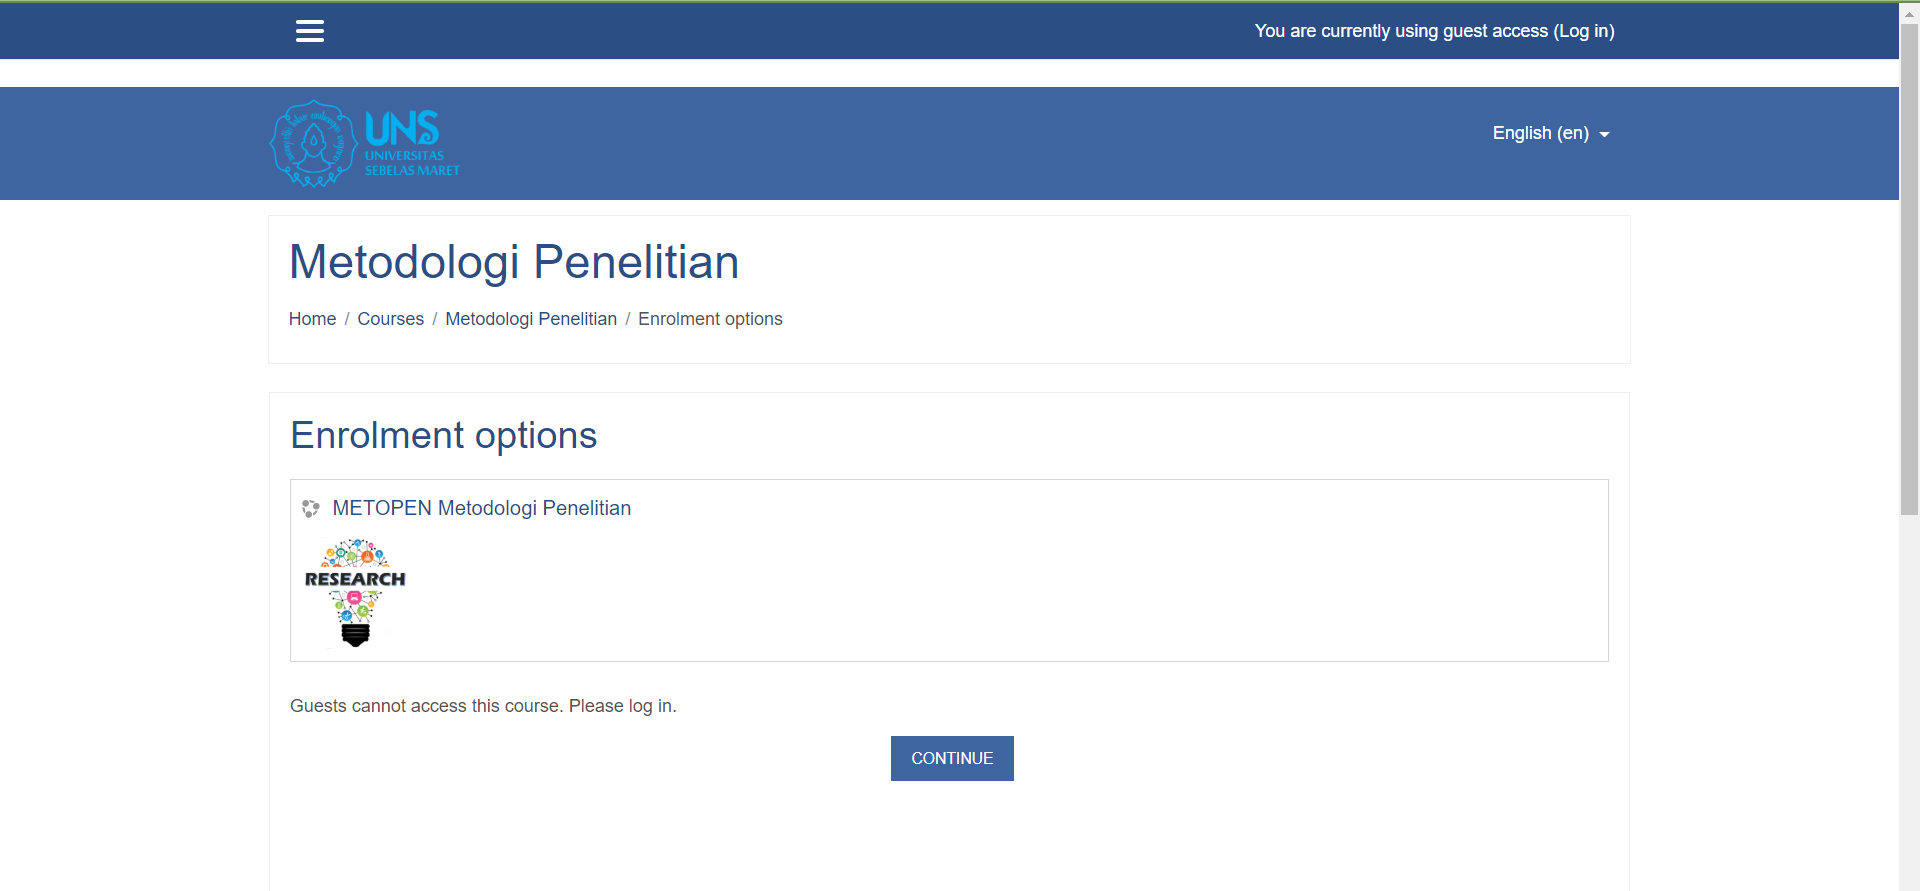 You are currently using guest access (Log in)
UNS
UNIVERSITAS
SEBELAS MARET
English (en)
Metodologi Penelitian
Home / Courses / Metodologi Penelitian / Enrolment options
Enrolment options
METOPEN Metodologi Penelitian
RESEARCH
Guests cannot access this course. Please log in.
CONTINUE